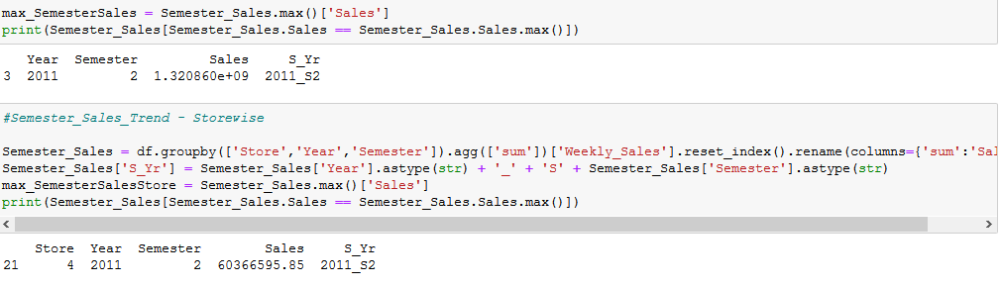 max_SemesterSales = Semester_Sales.max()['Sales']
print(Semester_Sales[Semester_Sales.Sales == Semester_Sales.Sales.max()])
Year Semester Sales S_Yr
3 2011 2 1.320860e+09 2011_S2
#Semester_Sales_Trend - Storewise
Semester_Sales = df.groupby(['Store','Year','Semester']).agg(['sum'])['Weekly_Sales'].reset_index().rename(columns={'sum':'Sal
Semester_Sales['S_Yr'] = Semester_Sales['Year'].astype(str) + '_' + 'S' + Semester_Sales['Semester'].astype(str)
max_SemesterSalesStore = Semester_Sales.max()['Sales']
print(Semester_Sales[Semester_Sales.Sales == Semester_Sales.Sales.max()])
Store Year Semester Sales S_Yr
21 4 2011 2 60366595.85 2011_S2